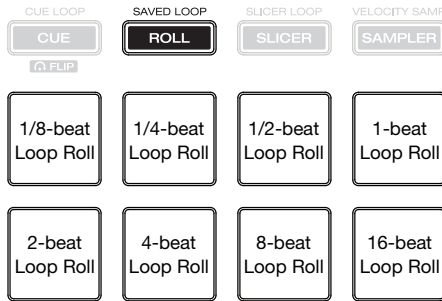 CUE LOOP SAVED LOOP SLICER LOOP VELOCITY SAMP
CUE ROLL SLICER SAMPLER
FLIP
1/8-beat 1/4-beat 1/2-beat 1-beat
Loop Roll Loop Roll Loop Roll Loop Roll
2-beat 4-beat 8-beat 16-beat
Loop Roll Loop Roll Loop Roll Loop Roll